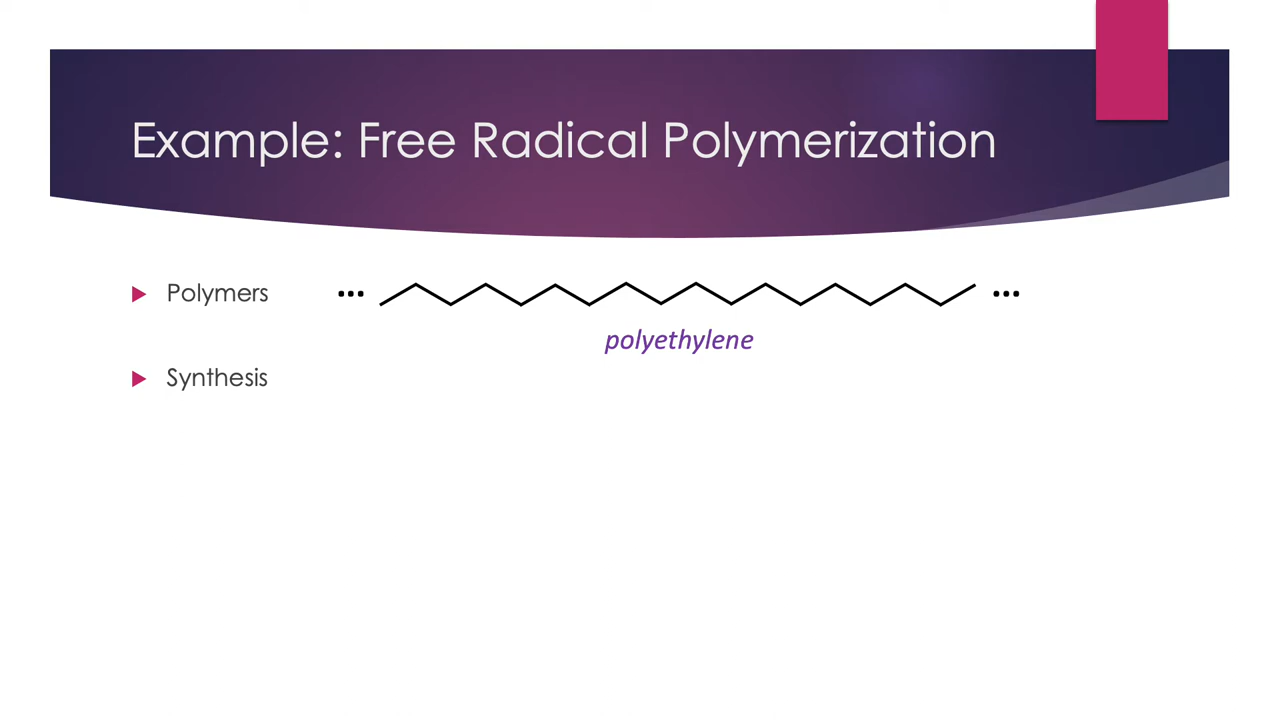 Example: Free Radical Polymerization
Polymers
... ...
polyethylene
Synthesis